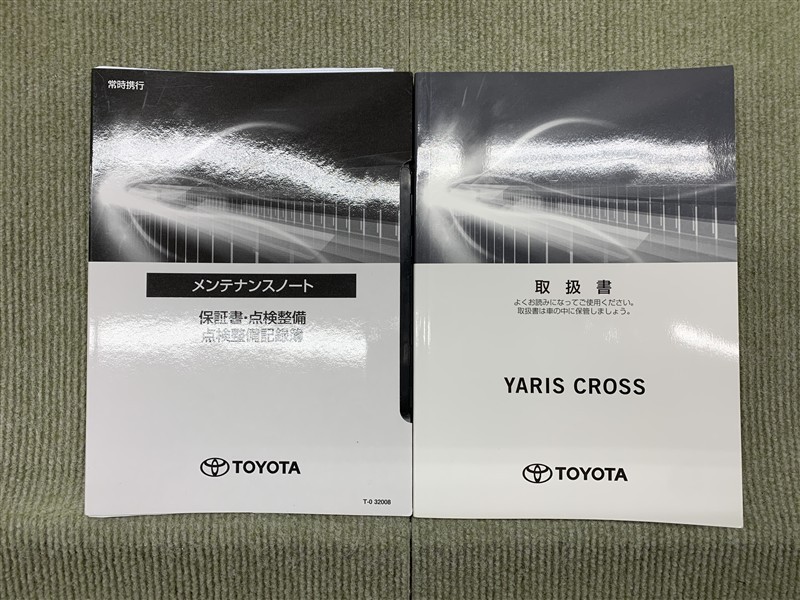 常時携行
メンテナンスノート
保証書・点検整備
点検整備記録簿
TOYOTA
T-0 32008
取扱書
よくお読みになってご使用ください。
取扱書は車の中に保管しましょう。
YARIS CROSS
TOYOTA